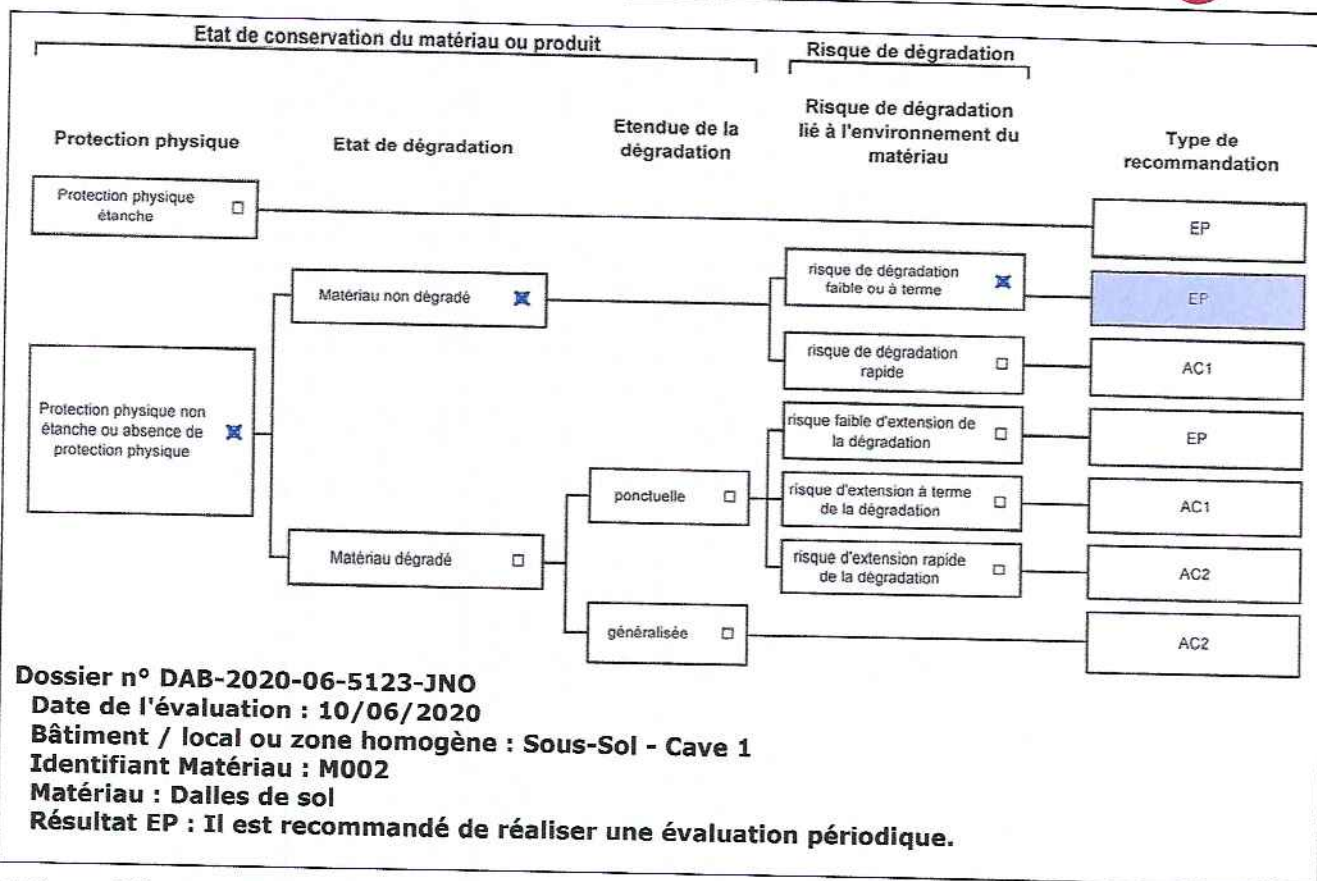 Etat de conservation du matériau ou produit
Risque de dégradation
Protection physique
Etat de dégradation
Etendue de la
dégradation
Risque de dégradation
lié à l'environnement du
matériau
Type de
recommandation
Protection physique
étanche
EP
Matériau non dégradé
risque de dégradation
faible ou à terme
EP
risque de dégradation
rapide
AC1
Protection physique non
étanche ou absence de
protection physique
risque faible d'extension de
la dégradation
EP
ponctuelle
risque d'extension à terme
de la dégradation
AC1
Matériau dégradé
risque d'extension rapide
de la dégradation
AC2
généralisée
AC2
Dossier n° DAB-2020-06-5123-JNO
Date de l'évaluation : 10/06/2020
Bâtiment / local ou zone homogène : Sous-Sol - Cave 1
Identifiant Matériau : M002
Matériau : Dalles de sol
Résultat EP : Il est recommandé de réaliser une évaluation périodique.